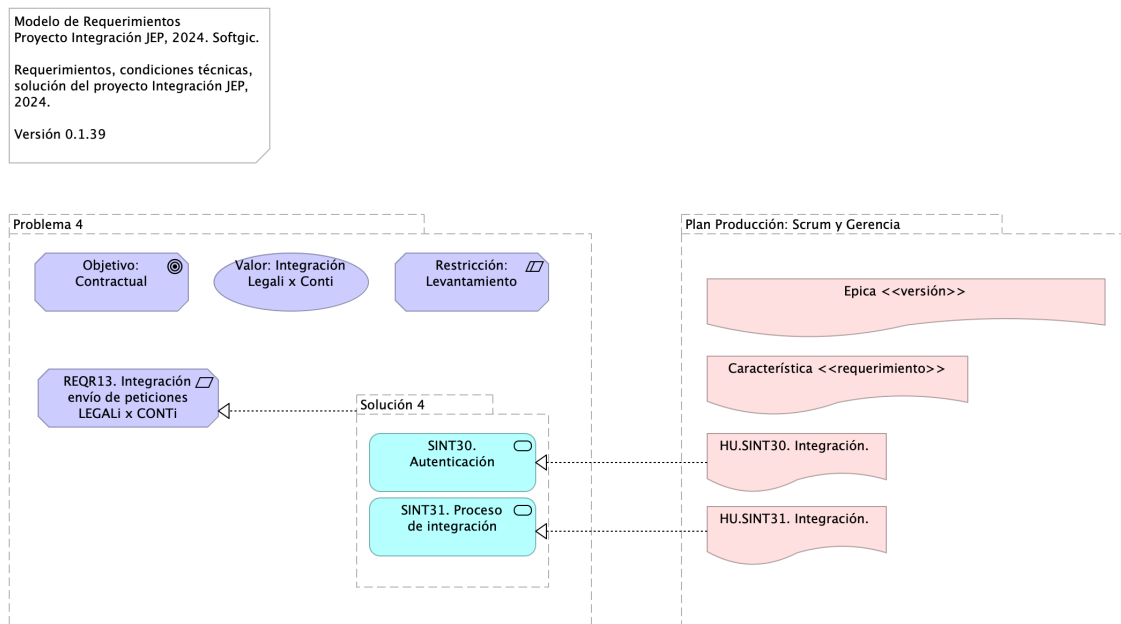 Modelo de Requerimientos
Proyecto Integración JEP, 2024. Softgic.
Requerimientos, condiciones técnicas,
solución del proyecto Integración JEP,
2024.
Versión 0.1.39
Problema 4
Objetivo:
Contractual
Valor: Integración
Legali x Conti
Restricción:
Levantamiento
REQR13. Integración
envío de peticiones
LEGALi x CONTi
Solución 4
SINT30.
Autenticación
SINT31. Proceso
de integración
Plan Producción: Scrum y Gerencia
Epica <<versión>>
Característica <<requerimiento>>
HU.SINT30. Integración.
HU.SINT31. Integración.